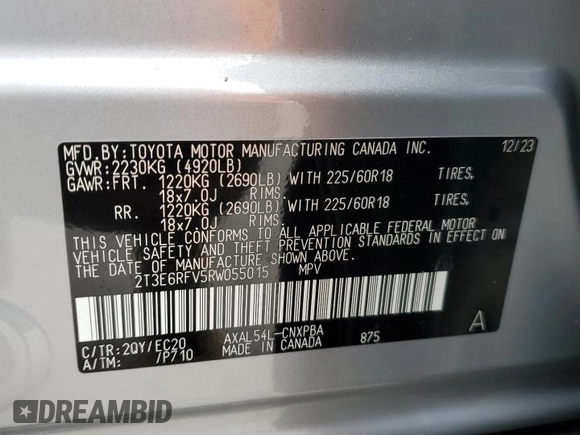 MFD.BY:TOYOTA MOTOR MANUFACTURING CANADA INC. 12/23
GVWR:2230KG (4920LB)
GAWR:FRT. 1220KG (2690LB) WITH 225/60R18 TIRES,
18x7.0J RIMS.
RR. 1220KG (2690LB) WITH 225/60R18 TIRES,
18x7.0J RIMS.
THIS VEHICLE CONFORMS TO ALL APPLICABLE FEDERAL MOTOR
VEHICLE SAFETY AND THEFT PREVENTION STANDARDS IN EFFECT ON
THE DATE OF MANUFACTURE SHOWN ABOVE.
2T3E6RFV5RW055015 MPV
C/TR:2QY/EC20 AXAL54L-CNXPBA 875 A
A/TM: 7P710 MADE IN CANADA
DREAMBID